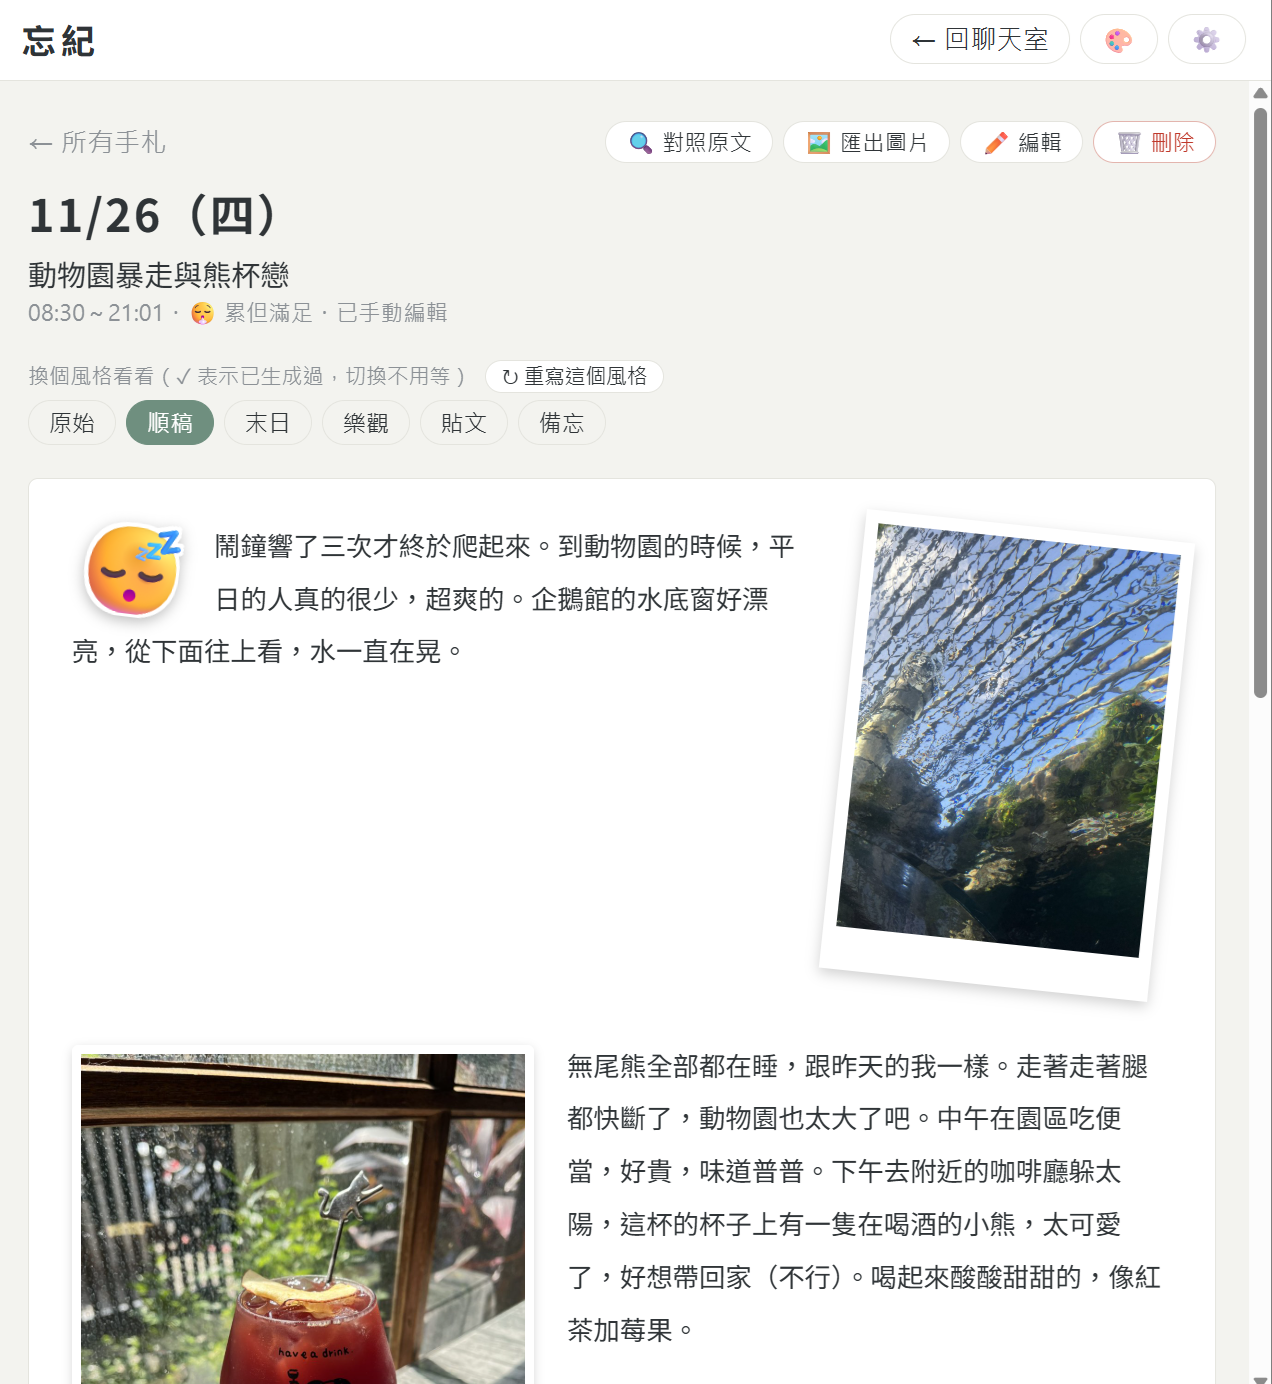 忘紀
← 回聊天室
← 所有手札
對照原文
匯出圖片
編輯
刪除
11/26（四）
動物園暴走與熊杯戀
08:30 ~ 21:01 · 累但滿足 · 已手動編輯
換個風格看看（✓ 表示已生成過，切換不用等）
↻ 重寫這個風格
原始
順稿
末日
樂觀
貼文
備忘
鬧鐘響了三次才終於爬起來。到動物園的時候，平
日的人真的很少，超爽的。企鵝館的水底窗好漂
亮，從下面往上看，水一直在晃。
無尾熊全部都在睡，跟昨天的我一樣。走著走著腿
都快斷了，動物園也太大了吧。中午在園區吃便
當，好貴，味道普普。下午去附近的咖啡廳躲太
陽，這杯的杯子上有一隻在喝酒的小熊，太可愛
了，好想帶回家（不行）。喝起來酸酸甜甜的，像紅
茶加莓果。
have a drink